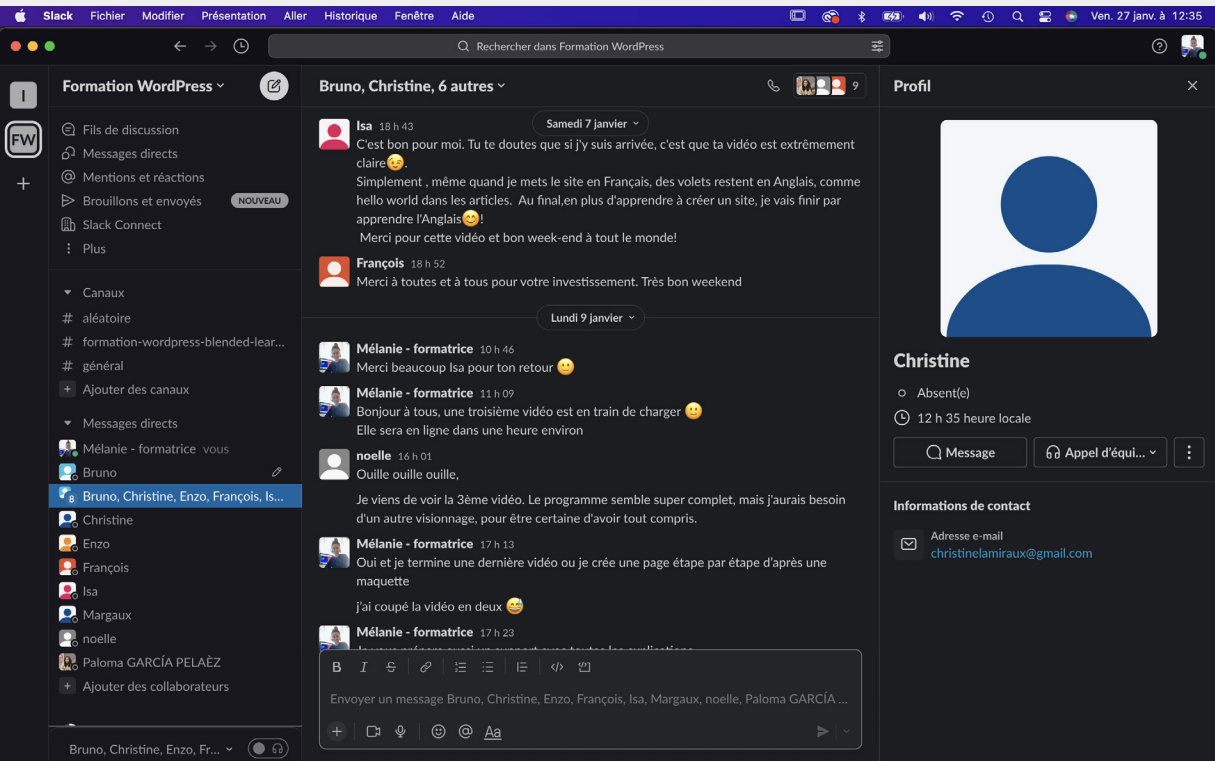 Slack Fichier Modifier Présentation Aller Historique Fenêtre Aide
Ven. 27 janv. à 12:35
Rechercher dans Formation WordPress
I
FW
Formation WordPress
Fils de discussion
Messages directs
Mentions et réactions
Brouillons et envoyés NOUVEAU
Slack Connect
Plus
Canaux
# aléatoire
# formation-wordpress-blended-lear...
# général
+ Ajouter des canaux
Messages directs
Mélanie - formatrice vous
Bruno
8 Bruno, Christine, Enzo, François, Is...
Christine
Enzo
François
Isa
Margaux
noelle
Paloma GARCÍA PELAÈZ
+ Ajouter des collaborateurs
Bruno, Christine, Enzo, Fr...
Bruno, Christine, 6 autres
9
Samedi 7 janvier
Isa 18 h 43
C'est bon pour moi. Tu te doutes que si j'y suis arrivée, c'est que ta vidéo est extrêmement
claire😉.
Simplement , même quand je mets le site en Français, des volets restent en Anglais, comme
hello world dans les articles. Au final,en plus d'apprendre à créer un site, je vais finir par
apprendre l'Anglais😊!
Merci pour cette vidéo et bon week-end à tout le monde!
François 18 h 52
Merci à toutes et à tous pour votre investissement. Très bon weekend
Lundi 9 janvier
Mélanie - formatrice 10 h 46
Merci beaucoup Isa pour ton retour 🙂
Mélanie - formatrice 11 h 09
Bonjour à tous, une troisième vidéo est en train de charger 🙂
Elle sera en ligne dans une heure environ
noelle 16 h 01
Ouille ouille ouille,
Je viens de voir la 3ème vidéo. Le programme semble super complet, mais j'aurais besoin
d'un autre visionnage, pour être certaine d'avoir tout compris.
Mélanie - formatrice 17 h 13
Oui et je termine une dernière vidéo ou je crée une page étape par étape d'après une
maquette
j'ai coupé la vidéo en deux 😅
Mélanie - formatrice 17 h 23
B I S
Envoyer un message Bruno, Christine, Enzo, François, Isa, Margaux, noelle, Paloma GARCÍA ...
+ @ Aa
Profil
Christine
Absent(e)
12 h 35 heure locale
Message
Appel d'équi...
Informations de contact
Adresse e-mail
christinelamiraux@gmail.com